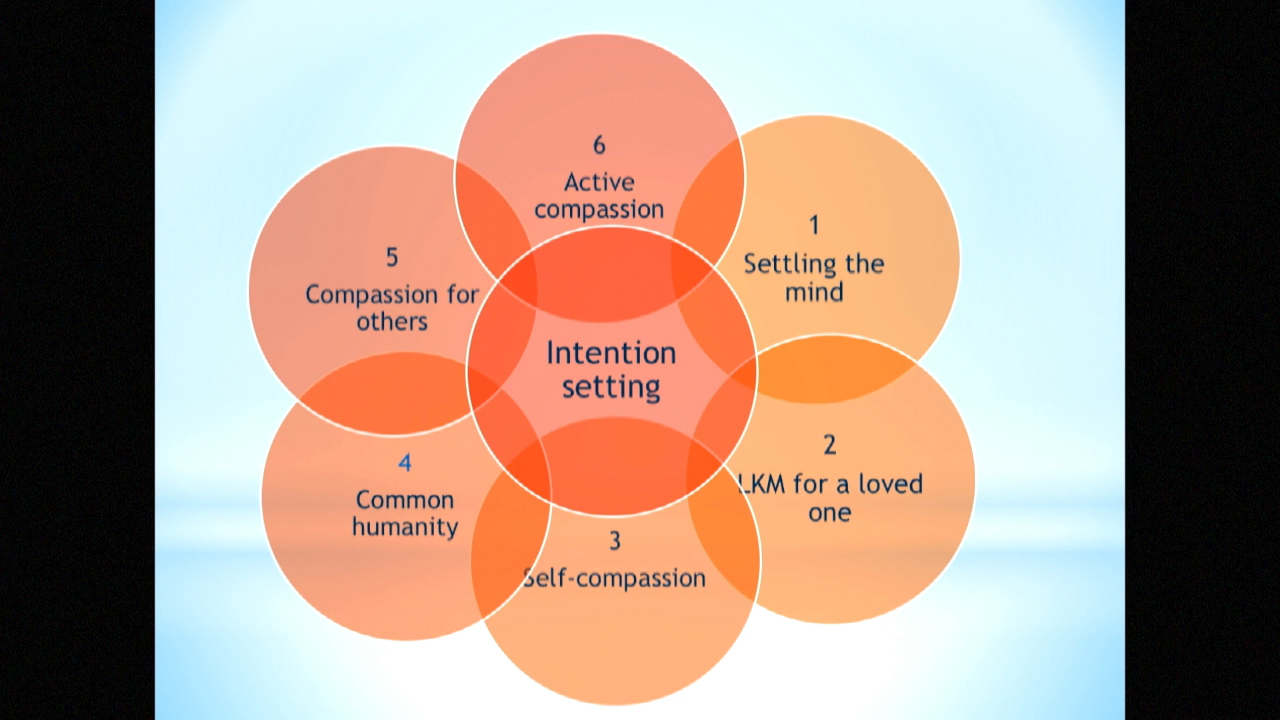 6
Active
compassion
1
Settling the
mind
5
Compassion for
others
Intention
setting
2
LKM for a loved
one
4
Common
humanity
3
Self-compassion